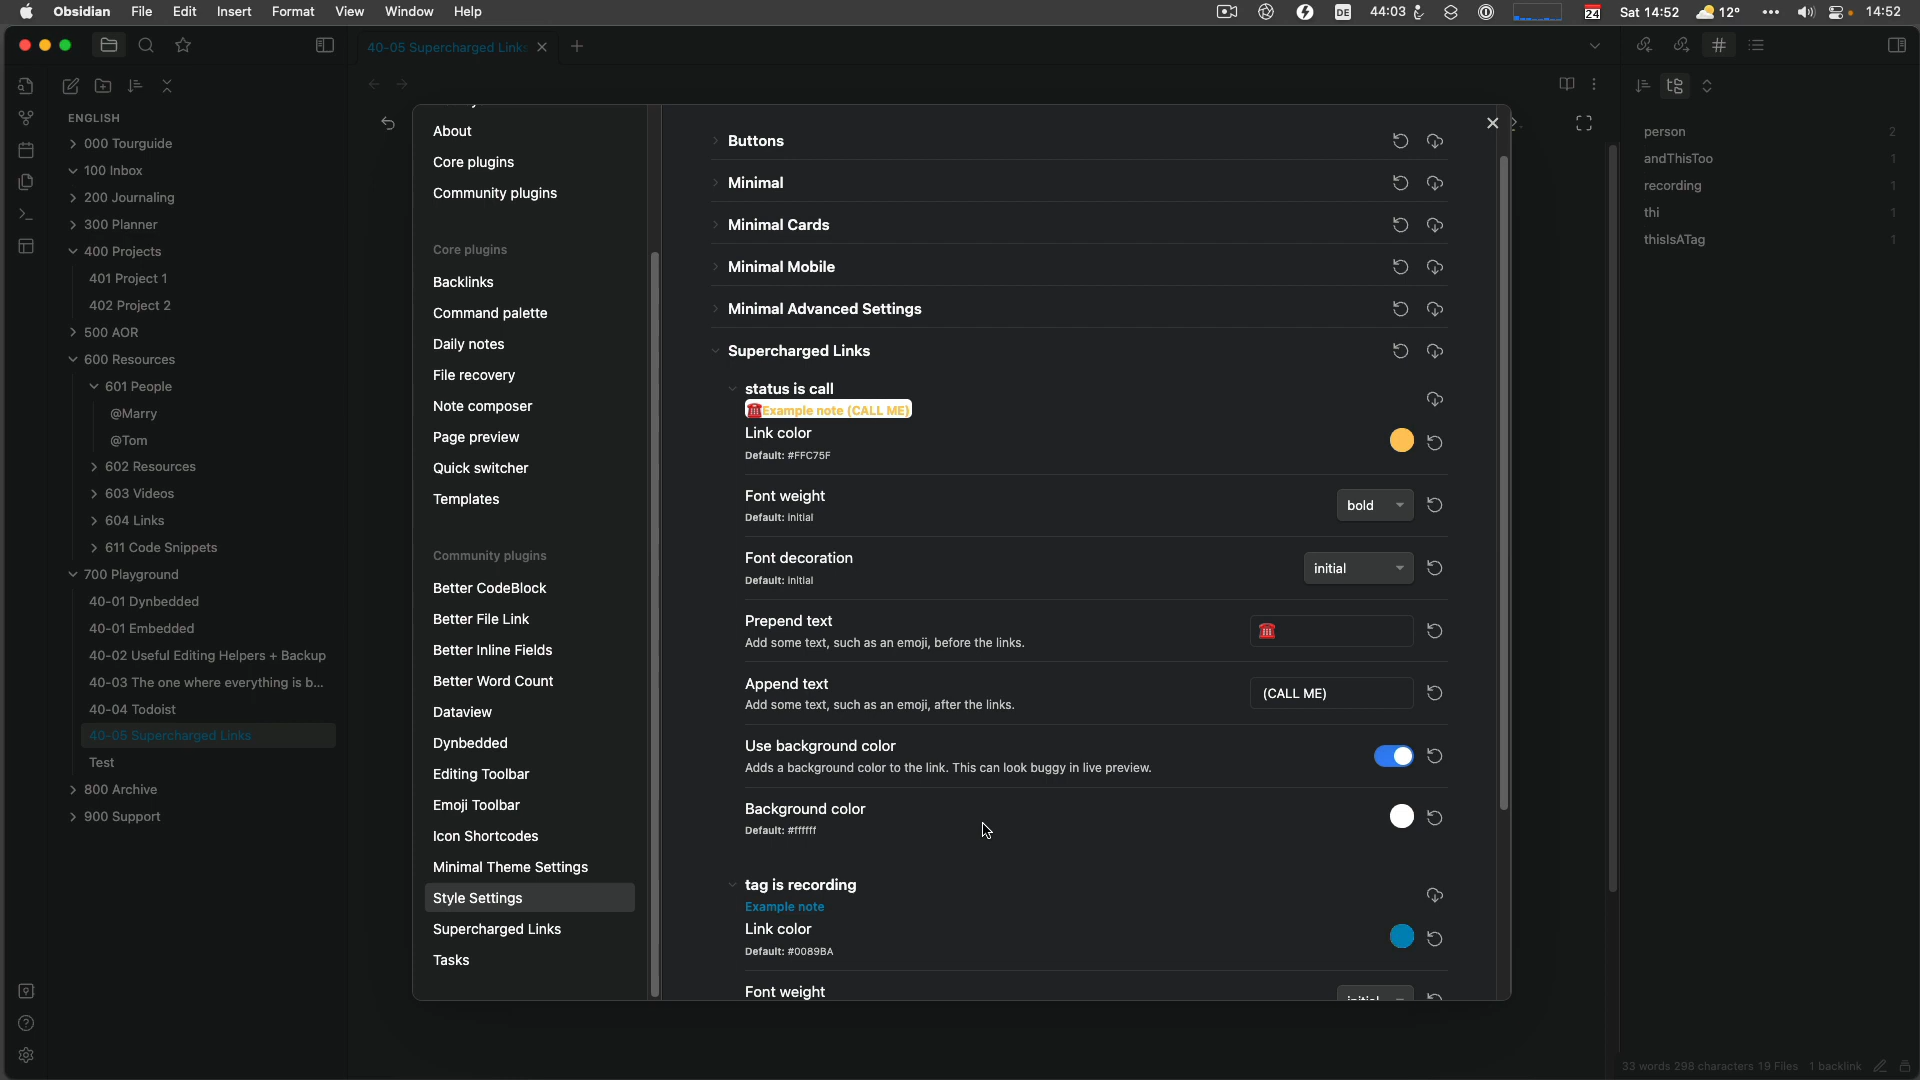 Obsidian File Edit Insert Format View Window Help
DE 44:03 24 Sat 14:52 12° 14:52
40-05 Supercharged Links
ENGLISH
000 Tourguide
100 Inbox
200 Journaling
300 Planner
400 Projects
401 Project 1
402 Project 2
500 AOR
600 Resources
601 People
@Marry
@Tom
602 Resources
603 Videos
604 Links
611 Code Snippets
700 Playground
40-01 Dynbedded
40-01 Embedded
40-02 Useful Editing Helpers + Backup
40-03 The one where everything is b...
40-04 Todoist
40-05 Supercharged Links
Test
800 Archive
900 Support
About
Core plugins
Community plugins
Core plugins
Backlinks
Command palette
Daily notes
File recovery
Note composer
Page preview
Quick switcher
Templates
Community plugins
Better CodeBlock
Better File Link
Better Inline Fields
Better Word Count
Dataview
Dynbedded
Editing Toolbar
Emoji Toolbar
Icon Shortcodes
Minimal Theme Settings
Style Settings
Supercharged Links
Tasks
Buttons
Minimal
Minimal Cards
Minimal Mobile
Minimal Advanced Settings
Supercharged Links
status is call
☎️Example note (CALL ME)
Link color
Default: #FFC75F
Font weight
Default: initial
bold
Font decoration
Default: initial
initial
Prepend text
Add some text, such as an emoji, before the links.
☎️
Append text
Add some text, such as an emoji, after the links.
(CALL ME)
Use background color
Adds a background color to the link. This can look buggy in live preview.
Background color
Default: #ffffff
tag is recording
Example note
Link color
Default: #0089BA
Font weight
initial
person 2
andThisToo 1
recording 1
thi 1
thisIsATag 1
33 words 298 characters 19 Files 1 backlink